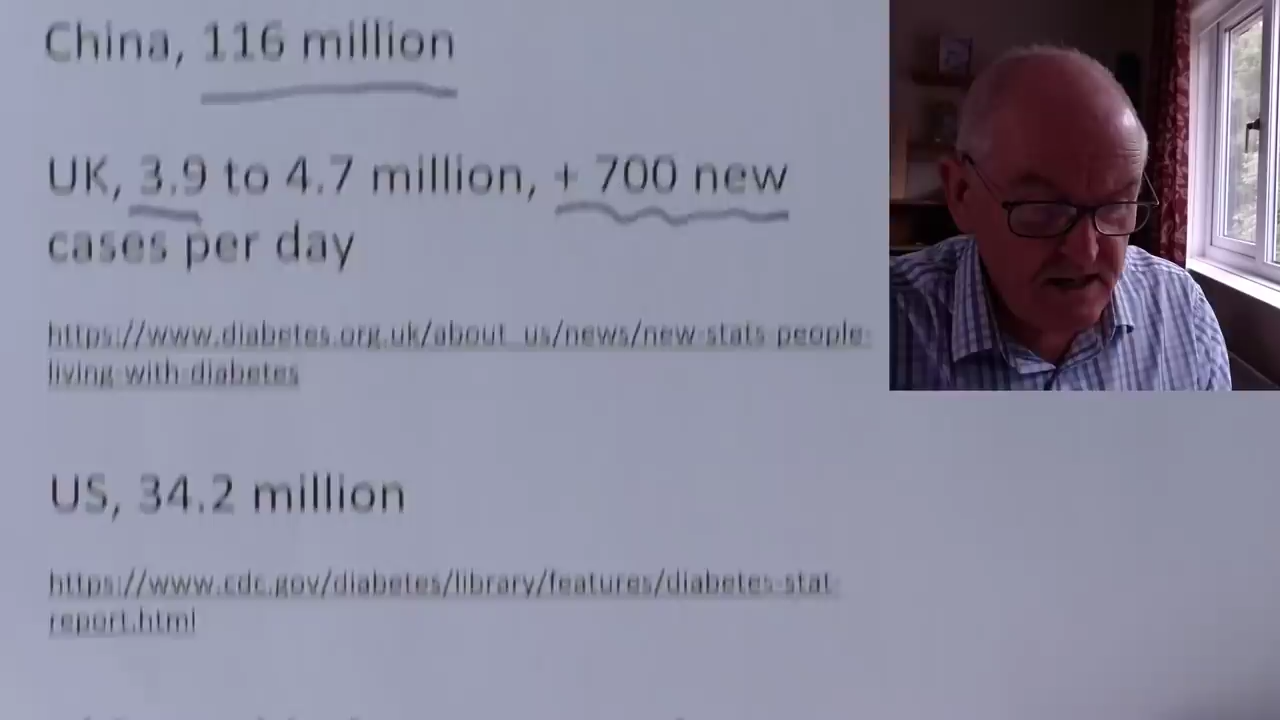 China, 116 million
UK, 3.9 to 4.7 million, + 700 new
cases per day
https://www.diabetes.org.uk/about_us/news/new-stats-people-
living-with-diabetes
US, 34.2 million
https://www.cdc.gov/diabetes/library/features/diabetes-stat-
report.html